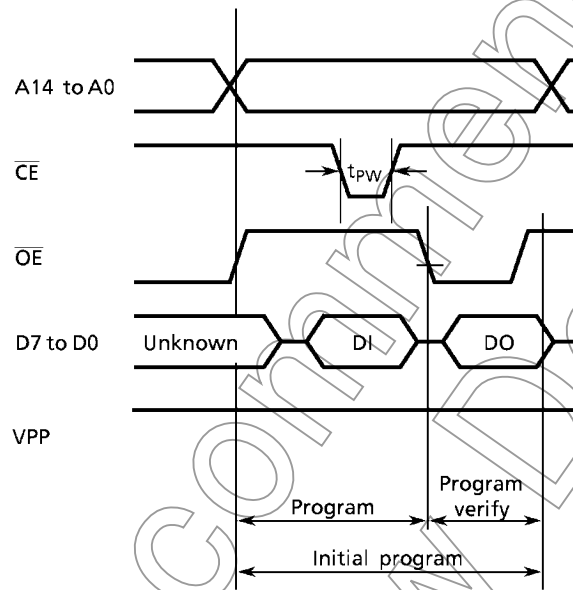 A14 to A0
CE
tPW
OE
D7 to D0 Unknown DI DO
VPP
Program
Program
verify
Initial program